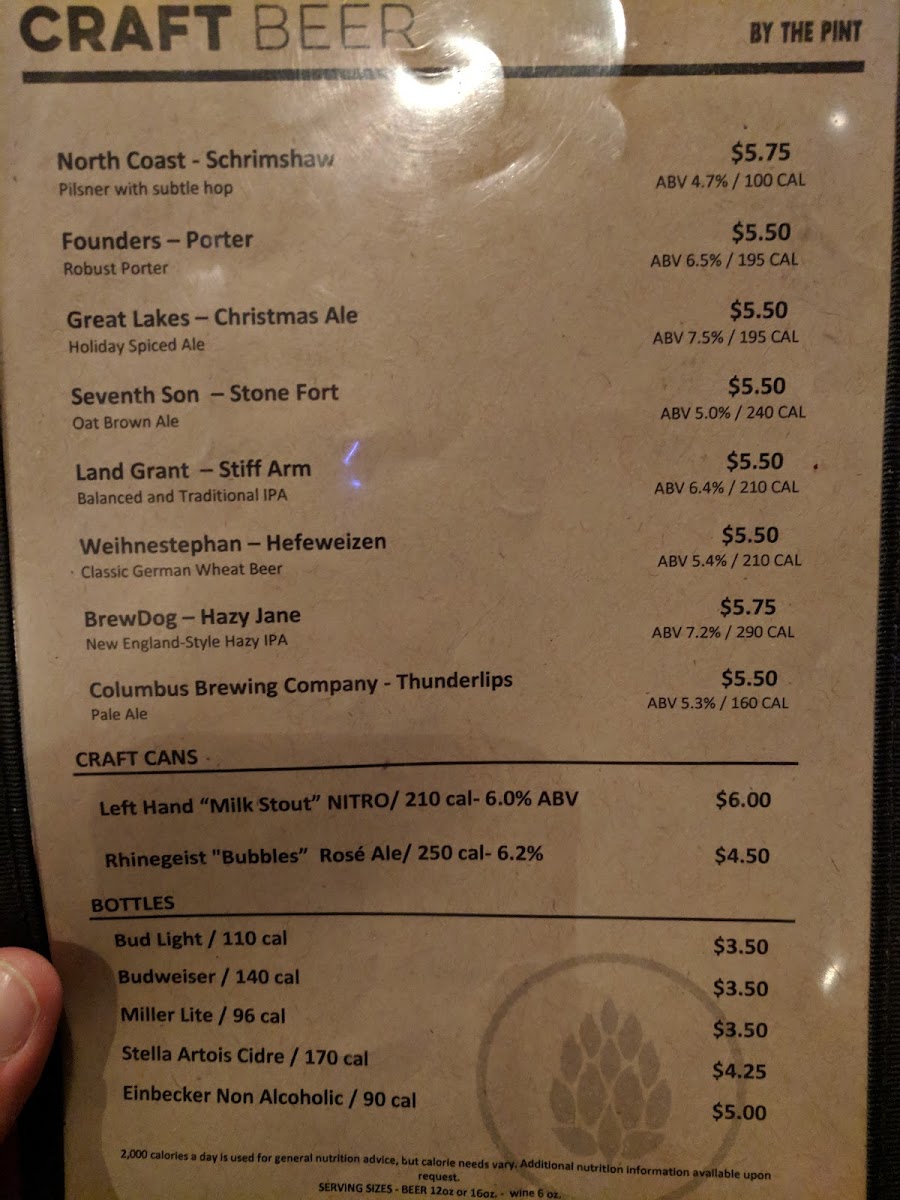 CRAFT BEER BY THE PINT
North Coast - Schrimshaw $5.75
Pilsner with subtle hop ABV 4.7% / 100 CAL
Founders – Porter $5.50
Robust Porter ABV 6.5% / 195 CAL
Great Lakes – Christmas Ale $5.50
Holiday Spiced Ale ABV 7.5% / 195 CAL
Seventh Son – Stone Fort $5.50
Oat Brown Ale ABV 5.0% / 240 CAL
Land Grant – Stiff Arm $5.50
Balanced and Traditional IPA ABV 6.4% / 210 CAL
Weihnestephan – Hefeweizen $5.50
Classic German Wheat Beer ABV 5.4% / 210 CAL
BrewDog – Hazy Jane $5.75
New England-Style Hazy IPA ABV 7.2% / 290 CAL
Columbus Brewing Company - Thunderlips $5.50
Pale Ale ABV 5.3% / 160 CAL
CRAFT CANS
Left Hand “Milk Stout” NITRO/ 210 cal- 6.0% ABV $6.00
Rhinegeist "Bubbles” Rosé Ale/ 250 cal- 6.2% $4.50
BOTTLES
Bud Light / 110 cal $3.50
Budweiser / 140 cal $3.50
Miller Lite / 96 cal $3.50
Stella Artois Cidre / 170 cal $4.25
Einbecker Non Alcoholic / 90 cal $5.00
2,000 calories a day is used for general nutrition advice, but calorie needs vary. Additional nutrition information available upon
request.
SERVING SIZES - BEER 12oz or 16oz. - wine 6 oz.